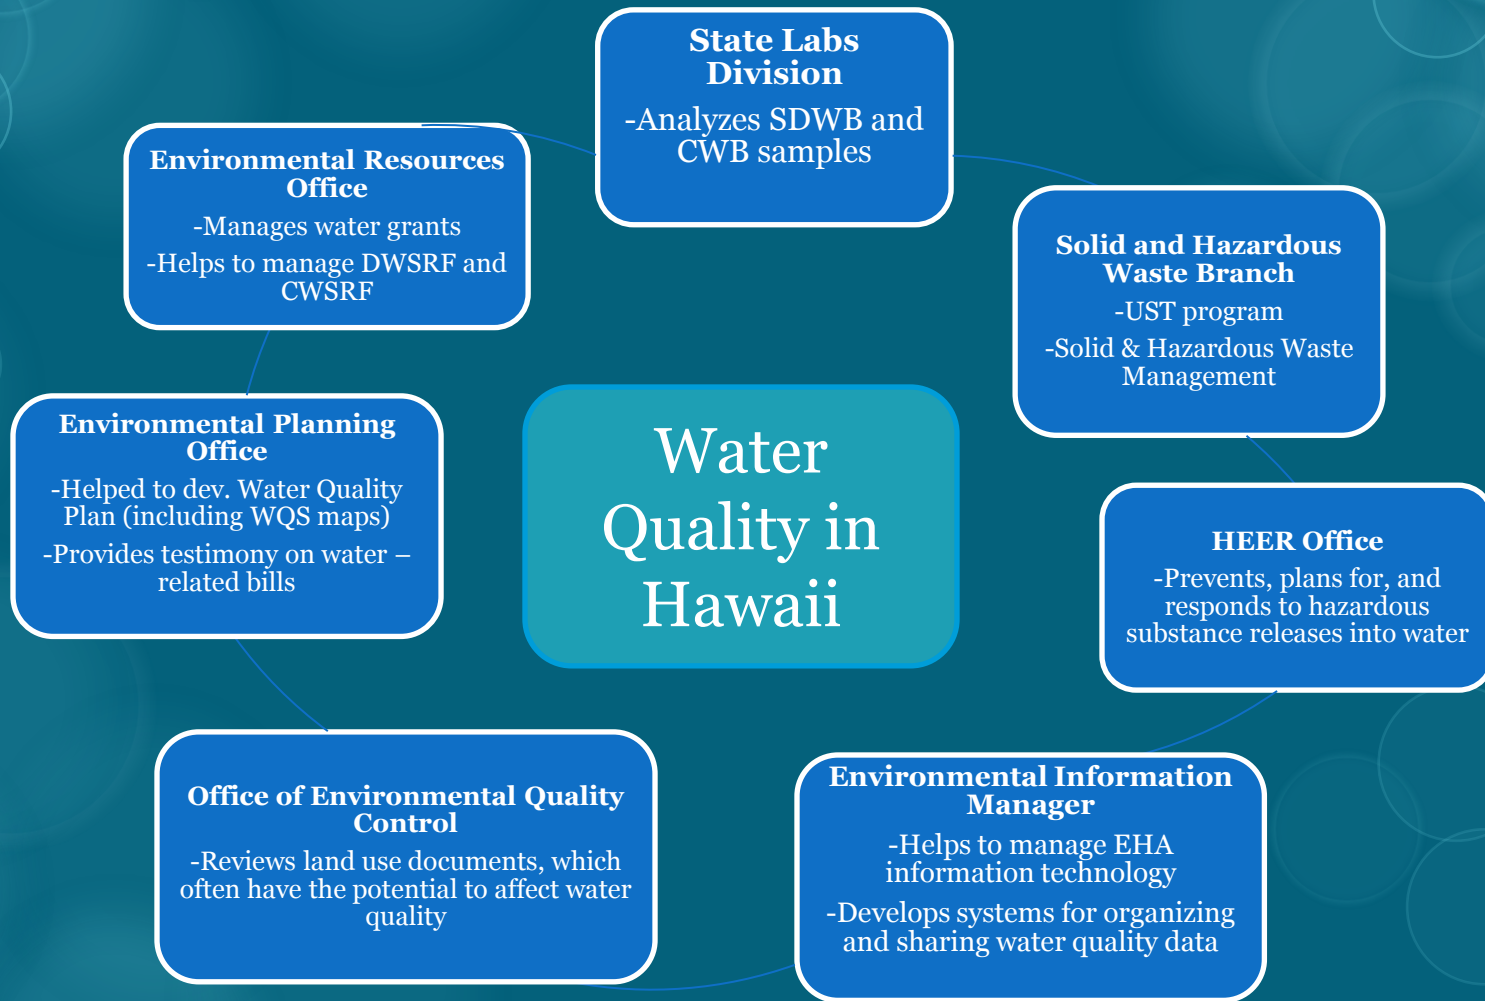 State Labs
Division
-Analyzes SDWB and
CWB samples
Solid and Hazardous
Waste Branch
-UST program
-Solid & Hazardous Waste
Management
HEER Office
-Prevents, plans for, and
responds to hazardous
substance releases into water
Environmental Information
Manager
-Helps to manage EHA
information technology
-Develops systems for organizing
and sharing water quality data
Office of Environmental Quality
Control
-Reviews land use documents, which
often have the potential to affect water
quality
Environmental Planning
Office
-Helped to dev. Water Quality
Plan (including WQS maps)
-Provides testimony on water –
related bills
Environmental Resources
Office
-Manages water grants
-Helps to manage DWSRF and
CWSRF
Water
Quality in
Hawaii